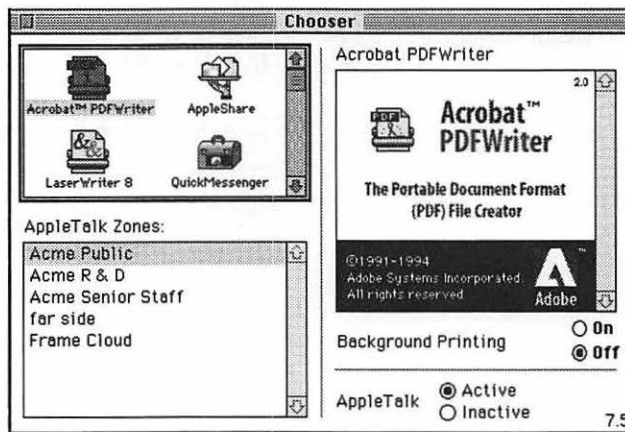 Chooser
Acrobat™ PDFWriter
AppleShare
LaserWriter 8
QuickMessenger
AppleTalk Zones:
Acme Public
Acme R & D
Acme Senior Staff
far side
Frame Cloud
Acrobat PDFWriter
2.0
PDF
Acrobat™
PDFWriter
The Portable Document Format
(PDF) File Creator
©1991-1994
Adobe Systems Incorporated.
All rights reserved.
™
Adobe
Background Printing
On
Off
AppleTalk
Active
Inactive
7.5